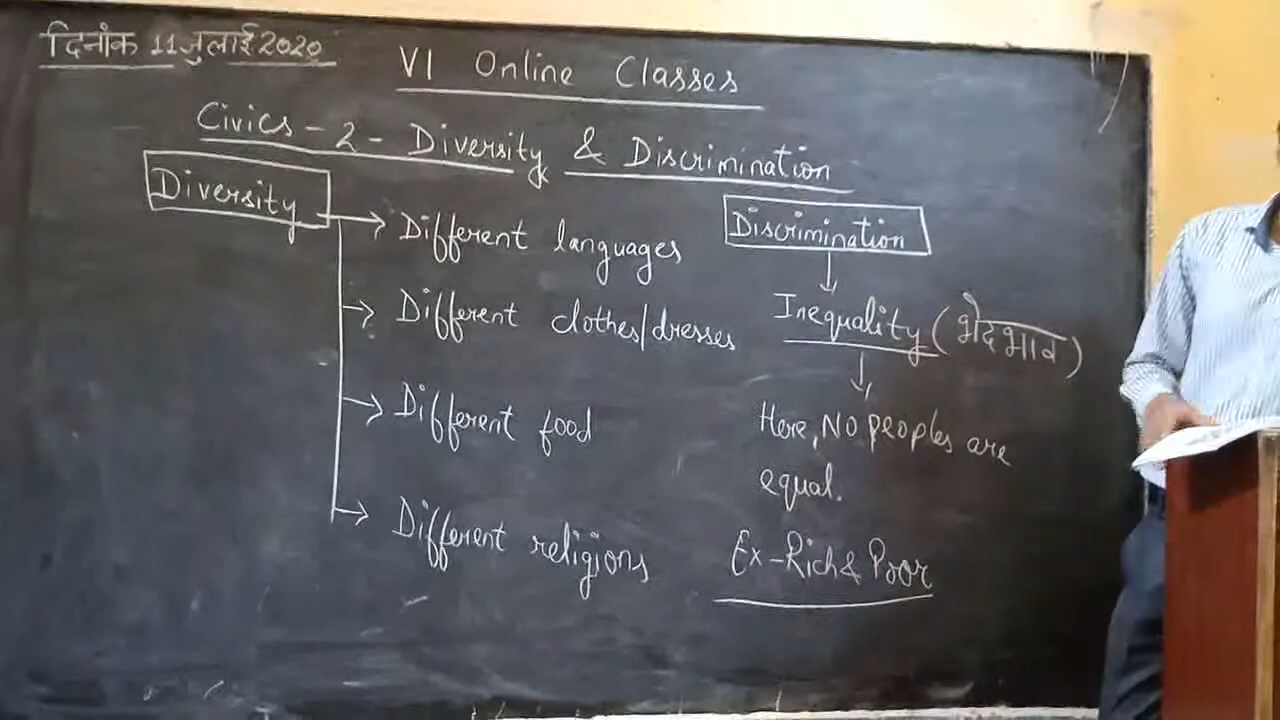 दिनांक 11 जुलाई 2020
VI Online Classes
Civics - 2 - Diversity & Discrimination
Diversity
Different languages
Different clothes/dresses
Different food
Different religions
Discrimination
Inequality (भेदभाव)
Here, No peoples are
equal.
Ex - Rich & Poor